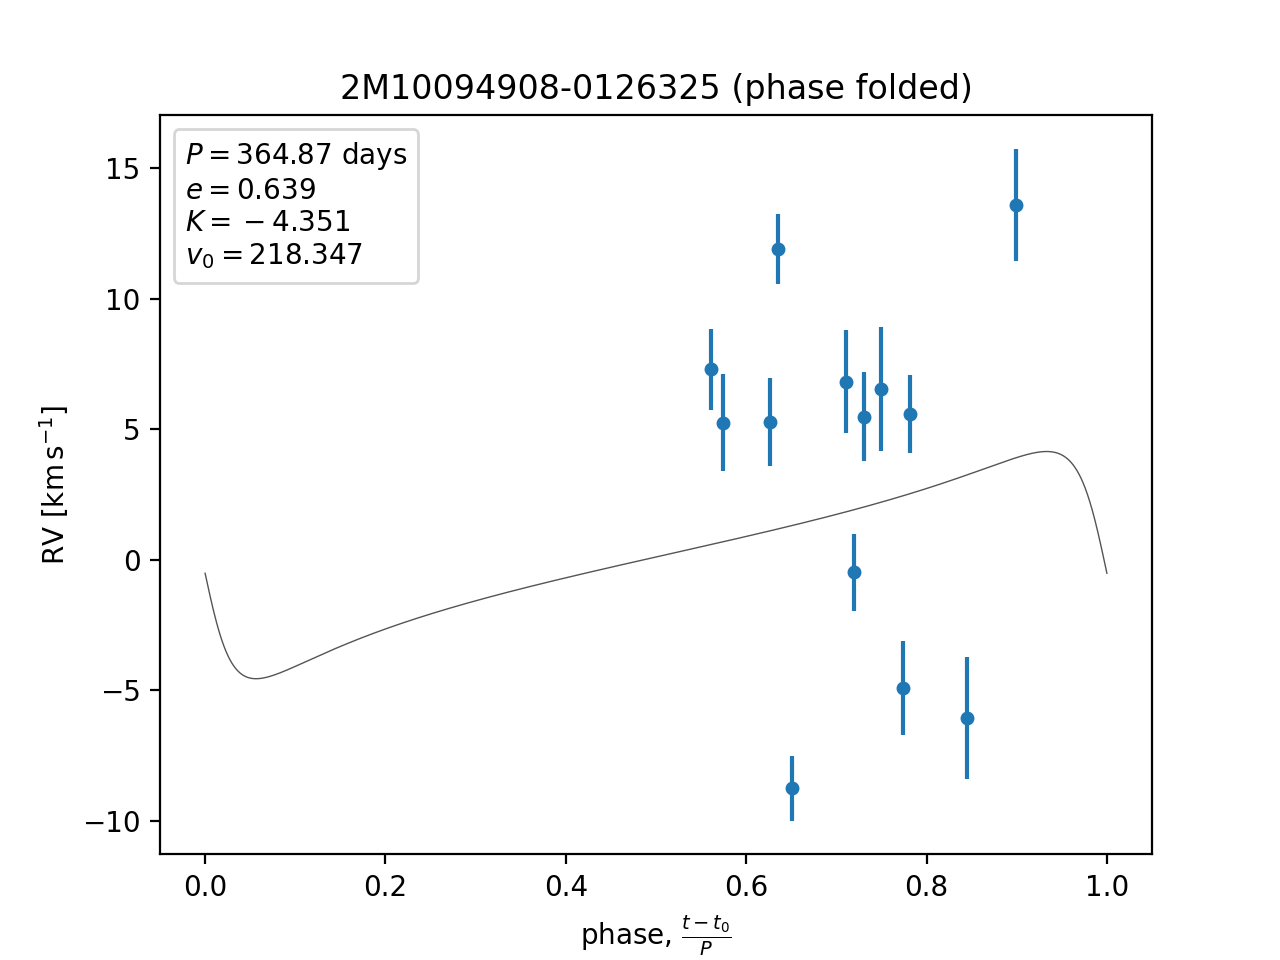 2M10094908-0126325 (phase folded)
P = 364.87 days
e = 0.639
K = −4.351
v₀ = 218.347
15
10
5
0
−5
−10
RV [km s⁻¹]
0.0 0.2 0.4 0.6 0.8 1.0
phase, (t − t₀)/P